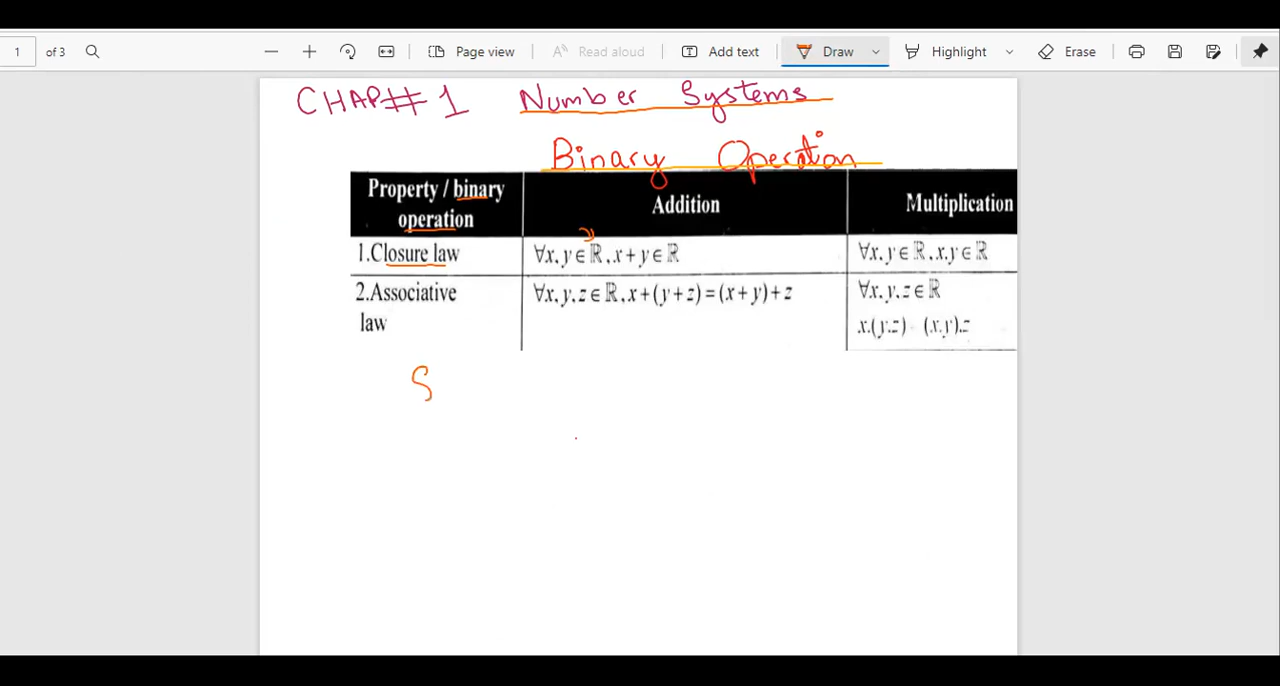 1 of 3 Page view Read aloud Add text Draw Highlight Erase
CHAP# 1 Number Systems
Binary Operation
Property / binary operation Addition Multiplication
1.Closure law ∀x, y ∈ ℝ, x + y ∈ ℝ ∀x, y ∈ ℝ, x.y ∈ ℝ
2.Associative ∀x, y, z ∈ ℝ, x + (y + z) = (x + y) + z ∀x, y, z ∈ ℝ
law x.(y.z) (x.y).z
S